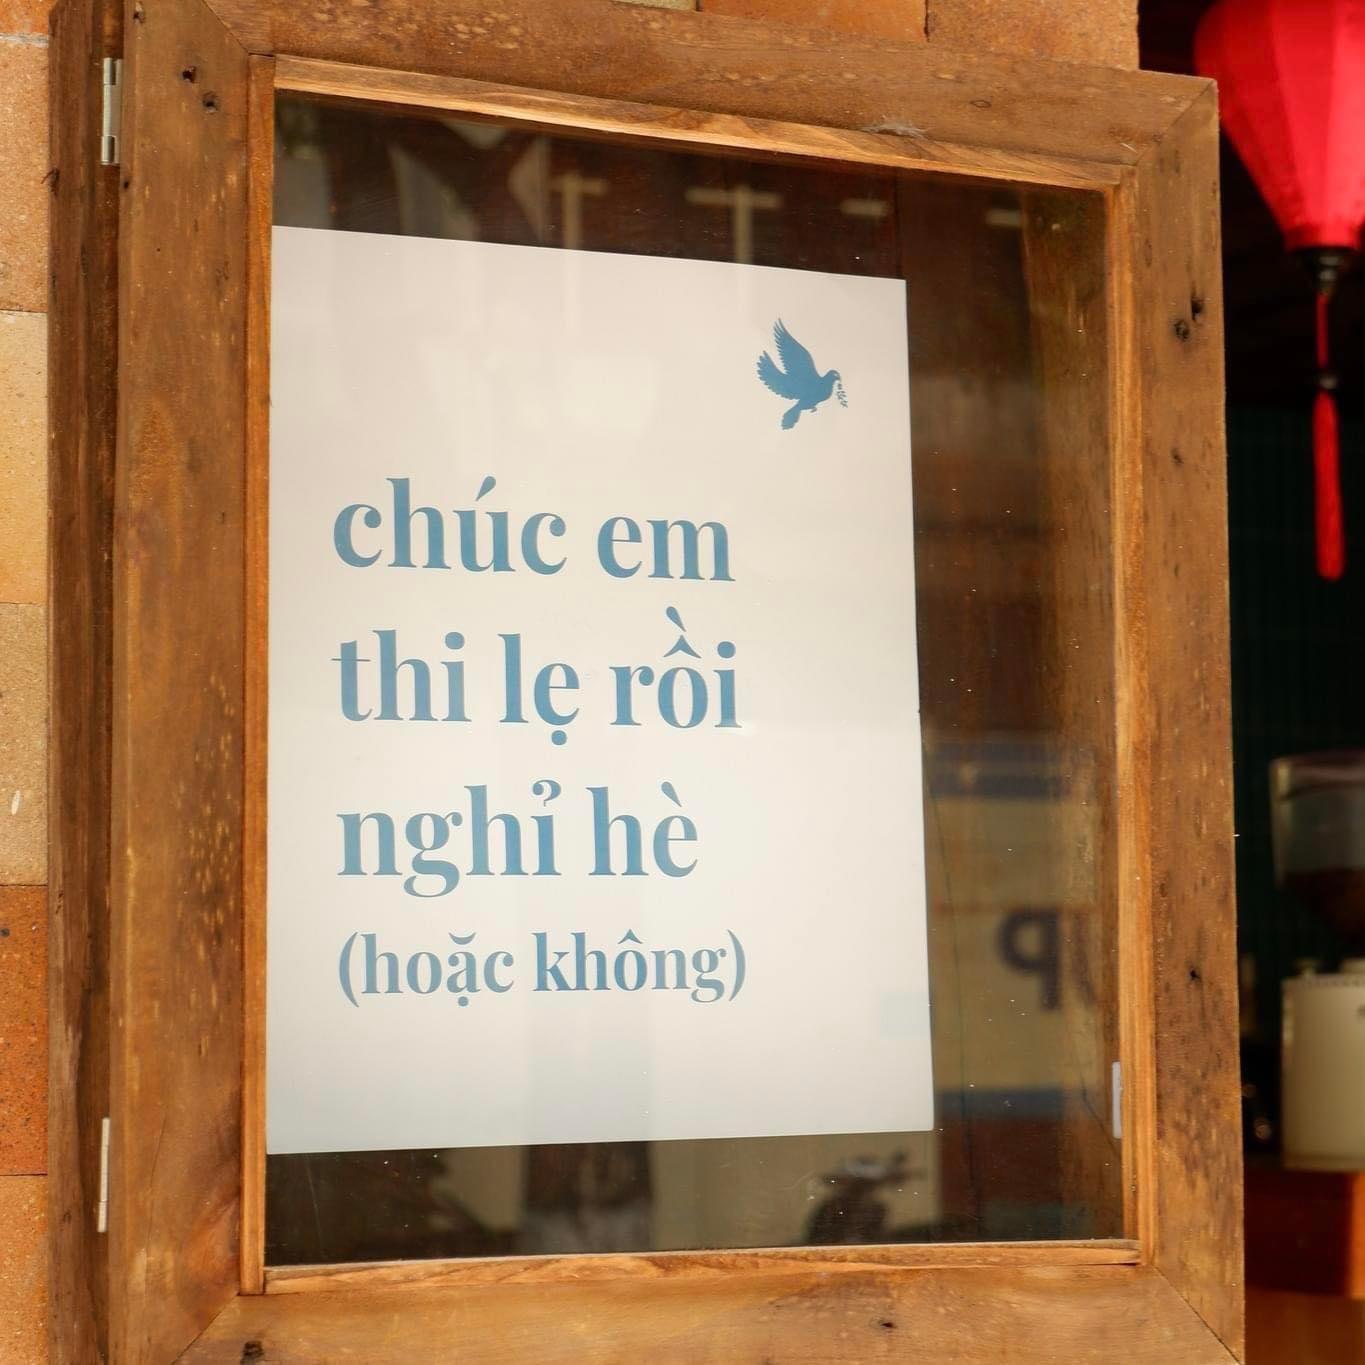 chúc em
thi lẹ rồi
nghỉ hè
(hoặc không)